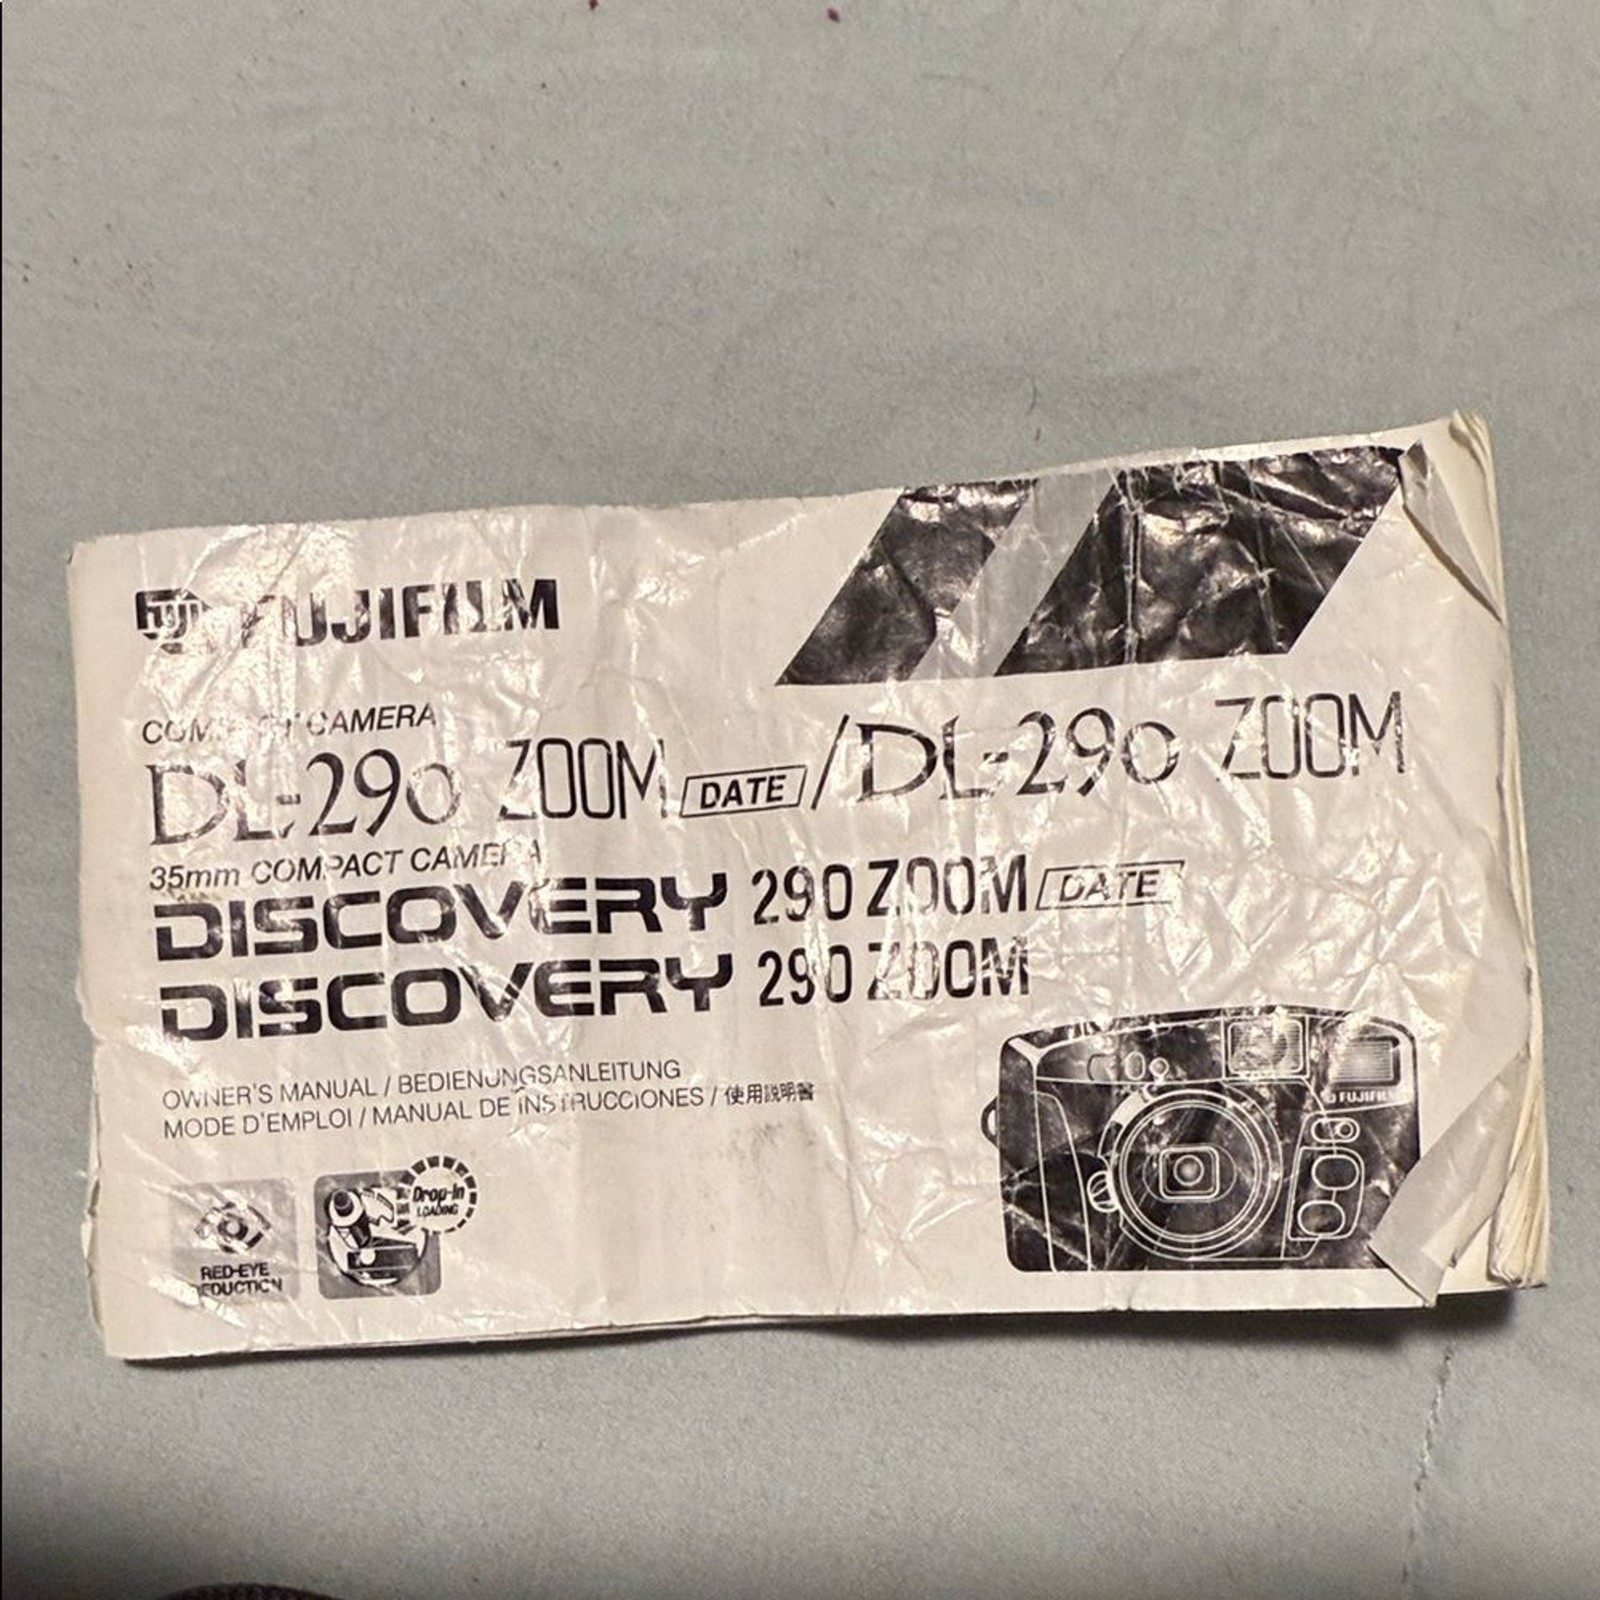 FUJI FUJIFILM
COMPACT CAMERA
DL-290 ZOOM DATE / DL-290 ZOOM
35mm COMPACT CAMERA
DISCOVERY 290 ZOOM DATE
DISCOVERY 290 ZOOM
OWNER'S MANUAL / BEDIENUNGSANLEITUNG
MODE D'EMPLOI / MANUAL DE INSTRUCCIONES / 使用説明書
FUJIFILM
RED-EYE
REDUCTION
Drop-In
LOADING